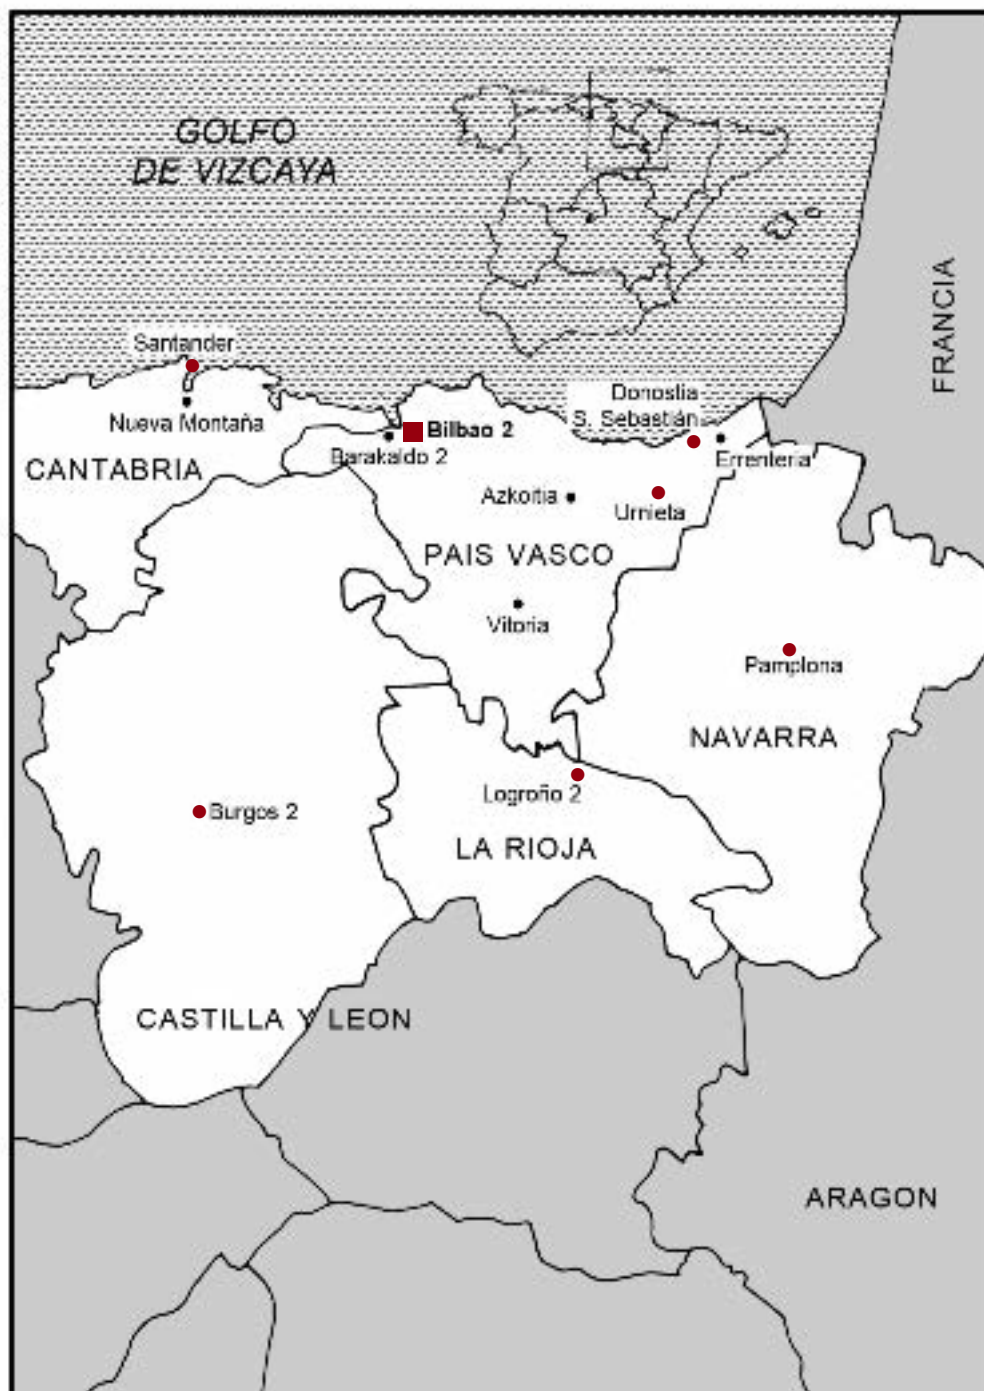 GOLFO
DE VIZCAYA
FRANCIA
Santander
Nueva Montaña
CANTABRIA
Bilbao 2
Barakaldo 2
Donostia
S. Sebastián
Errenteria
Azkoitia
Urnieta
PAIS VASCO
Vitoria
Pamplona
NAVARRA
Logroño 2
Burgos 2
LA RIOJA
CASTILLA Y LEON
ARAGON